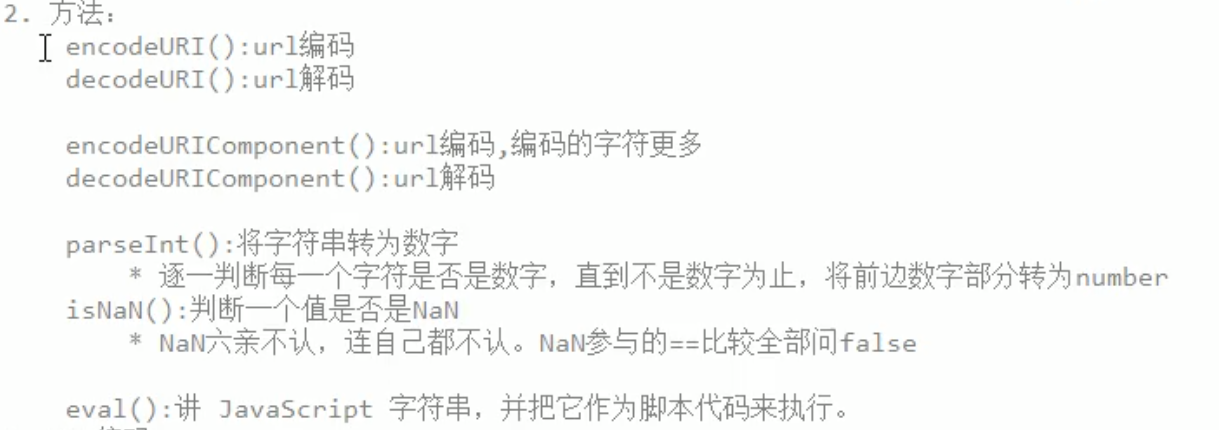 2. 方法：
encodeURI():url编码
decodeURI():url解码
encodeURIComponent():url编码,编码的字符更多
decodeURIComponent():url解码
parseInt():将字符串转为数字
* 逐一判断每一个字符是否是数字，直到不是数字为止，将前边数字部分转为number
isNaN():判断一个值是否是NaN
* NaN六亲不认，连自己都不认。NaN参与的==比较全部问false
eval():讲 JavaScript 字符串，并把它作为脚本代码来执行。